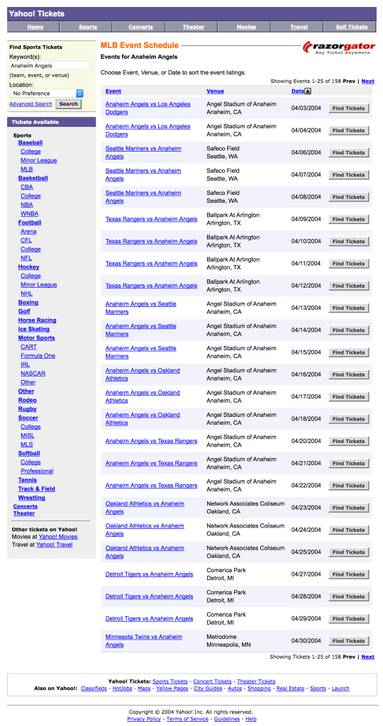 Yahoo! Tickets
Home Sports Concerts Theater Movies Travel Sell Tickets
Find Sports Tickets
Keyword(s):
Anaheim Angels
(team, event, or venue)
Location:
No Preference
Advanced Search Search
Tickets Available
Sports
Baseball
College
Minor League
MLB
Basketball
CBA
College
NBA
WNBA
Football
Arena
CFL
College
NFL
Hockey
College
Minor League
NHL
Boxing
Golf
Horse Racing
Ice Skating
Motor Sports
CART
Formula One
IRL
NASCAR
Other
Other
Rodeo
Rugby
Soccer
College
MISL
MLS
Softball
College
Professional
Tennis
Track & Field
Wrestling
Concerts
Theater
Other tickets on Yahoo!
Movies at Yahoo! Movies
Travel at Yahoo! Travel
MLB Event Schedule
razorgator
Buy Ticket Anywhere
Events for Anaheim Angels
Choose Event, Venue, or Date to sort the event listings.
Showing Events 1-25 of 158 Prev | Next
Event Venue Date
Anaheim Angels vs Los Angeles Dodgers Angel Stadium of Anaheim Anaheim, CA 04/03/2004 Find Tickets
Anaheim Angels vs Los Angeles Dodgers Angel Stadium of Anaheim Anaheim, CA 04/04/2004 Find Tickets
Seattle Mariners vs Anaheim Angels Safeco Field Seattle, WA 04/06/2004 Find Tickets
Seattle Mariners vs Anaheim Angels Safeco Field Seattle, WA 04/07/2004 Find Tickets
Seattle Mariners vs Anaheim Angels Safeco Field Seattle, WA 04/08/2004 Find Tickets
Texas Rangers vs Anaheim Angels Ballpark At Arlington Arlington, TX 04/09/2004 Find Tickets
Texas Rangers vs Anaheim Angels Ballpark At Arlington Arlington, TX 04/10/2004 Find Tickets
Texas Rangers vs Anaheim Angels Ballpark At Arlington Arlington, TX 04/11/2004 Find Tickets
Texas Rangers vs Anaheim Angels Ballpark At Arlington Arlington, TX 04/12/2004 Find Tickets
Anaheim Angels vs Seattle Mariners Angel Stadium of Anaheim Anaheim, CA 04/13/2004 Find Tickets
Anaheim Angels vs Seattle Mariners Angel Stadium of Anaheim Anaheim, CA 04/14/2004 Find Tickets
Anaheim Angels vs Seattle Mariners Angel Stadium of Anaheim Anaheim, CA 04/15/2004 Find Tickets
Anaheim Angels vs Oakland Athletics Angel Stadium of Anaheim Anaheim, CA 04/16/2004 Find Tickets
Anaheim Angels vs Oakland Athletics Angel Stadium of Anaheim Anaheim, CA 04/17/2004 Find Tickets
Anaheim Angels vs Oakland Athletics Angel Stadium of Anaheim Anaheim, CA 04/18/2004 Find Tickets
Anaheim Angels vs Texas Rangers Angel Stadium of Anaheim Anaheim, CA 04/20/2004 Find Tickets
Anaheim Angels vs Texas Rangers Angel Stadium of Anaheim Anaheim, CA 04/21/2004 Find Tickets
Anaheim Angels vs Texas Rangers Angel Stadium of Anaheim Anaheim, CA 04/22/2004 Find Tickets
Oakland Athletics vs Anaheim Angels Network Associates Coliseum Oakland, CA 04/23/2004 Find Tickets
Oakland Athletics vs Anaheim Angels Network Associates Coliseum Oakland, CA 04/24/2004 Find Tickets
Oakland Athletics vs Anaheim Angels Network Associates Coliseum Oakland, CA 04/25/2004 Find Tickets
Detroit Tigers vs Anaheim Angels Comerica Park Detroit, MI 04/27/2004 Find Tickets
Detroit Tigers vs Anaheim Angels Comerica Park Detroit, MI 04/28/2004 Find Tickets
Detroit Tigers vs Anaheim Angels Comerica Park Detroit, MI 04/29/2004 Find Tickets
Minnesota Twins vs Anaheim Angels Metrodome Minneapolis, MN 04/30/2004 Find Tickets
Showing Tickets 1-25 of 158 Prev | Next
Yahoo! Tickets: Sports Tickets - Concert Tickets - Theater Tickets
Also on Yahoo!: Classifieds - HotJobs - Maps - Yellow Pages - City Guides - Autos - Shopping - Real Estate - Sports - Launch
Copyright © 2004 Yahoo! Inc. All rights reserved.
Privacy Policy - Terms of Service - Guidelines - Help